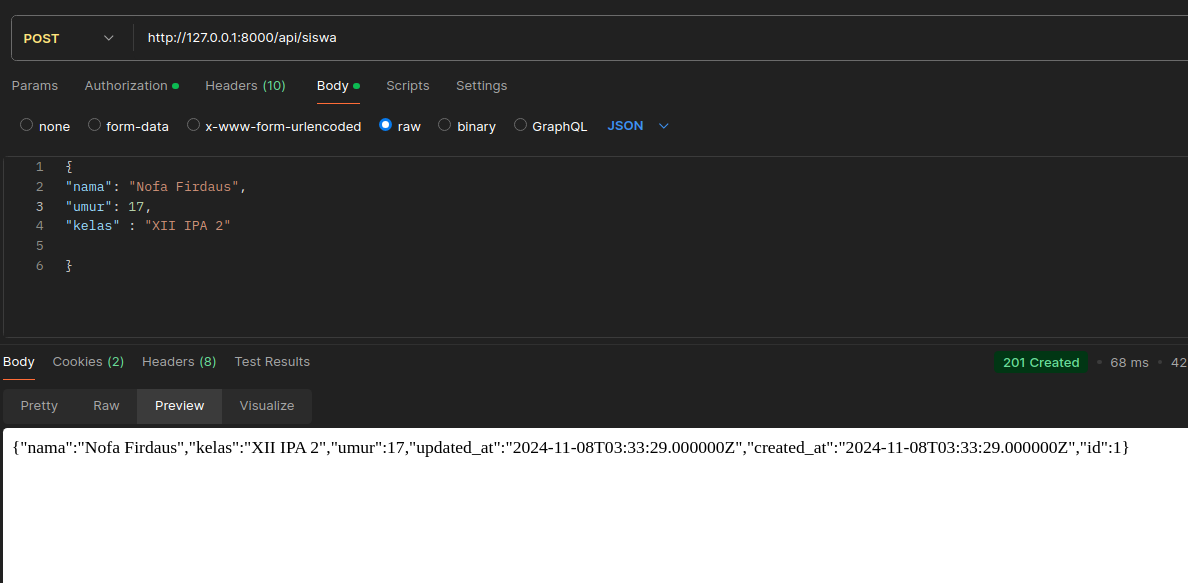 POST http://127.0.0.1:8000/api/siswa
Params Authorization Headers (10) Body Scripts Settings
none form-data x-www-form-urlencoded raw binary GraphQL JSON
1 {
2 "nama": "Nofa Firdaus",
3 "umur": 17,
4 "kelas" : "XII IPA 2"
5
6 }
Body Cookies (2) Headers (8) Test Results 201 Created • 68 ms • 42
Pretty Raw Preview Visualize
{"nama":"Nofa Firdaus","kelas":"XII IPA 2","umur":17,"updated_at":"2024-11-08T03:33:29.000000Z","created_at":"2024-11-08T03:33:29.000000Z","id":1}